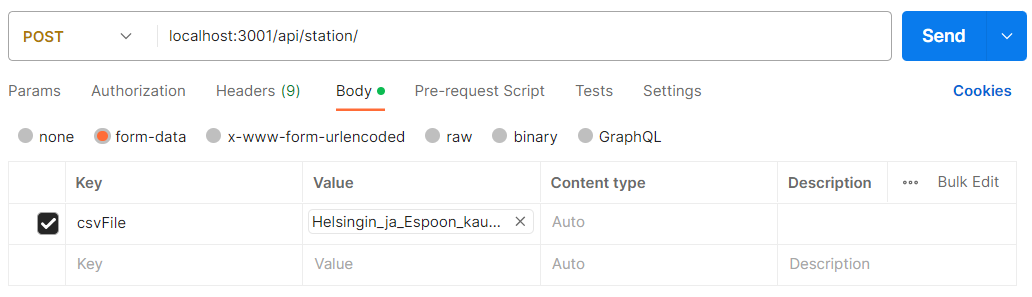 POST localhost:3001/api/station/ Send
Params Authorization Headers (9) Body Pre-request Script Tests Settings Cookies
none form-data x-www-form-urlencoded raw binary GraphQL
Key Value Content type Description ••• Bulk Edit
csvFile Helsingin_ja_Espoon_kau... × Auto
Key Value Auto Description